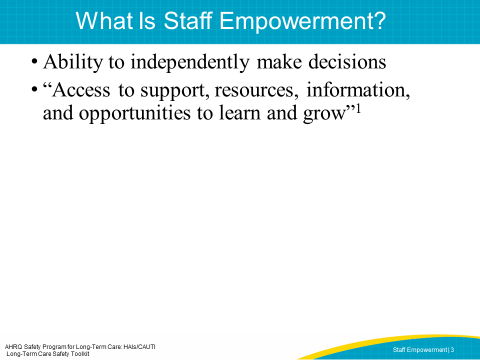 What Is Staff Empowerment?
• Ability to independently make decisions
• “Access to support, resources, information,
and opportunities to learn and grow”1
AHRQ Safety Program for Long-Term Care: HAIs/CAUTI
Long-Term Care Safety Toolkit
Staff Empowerment | 3